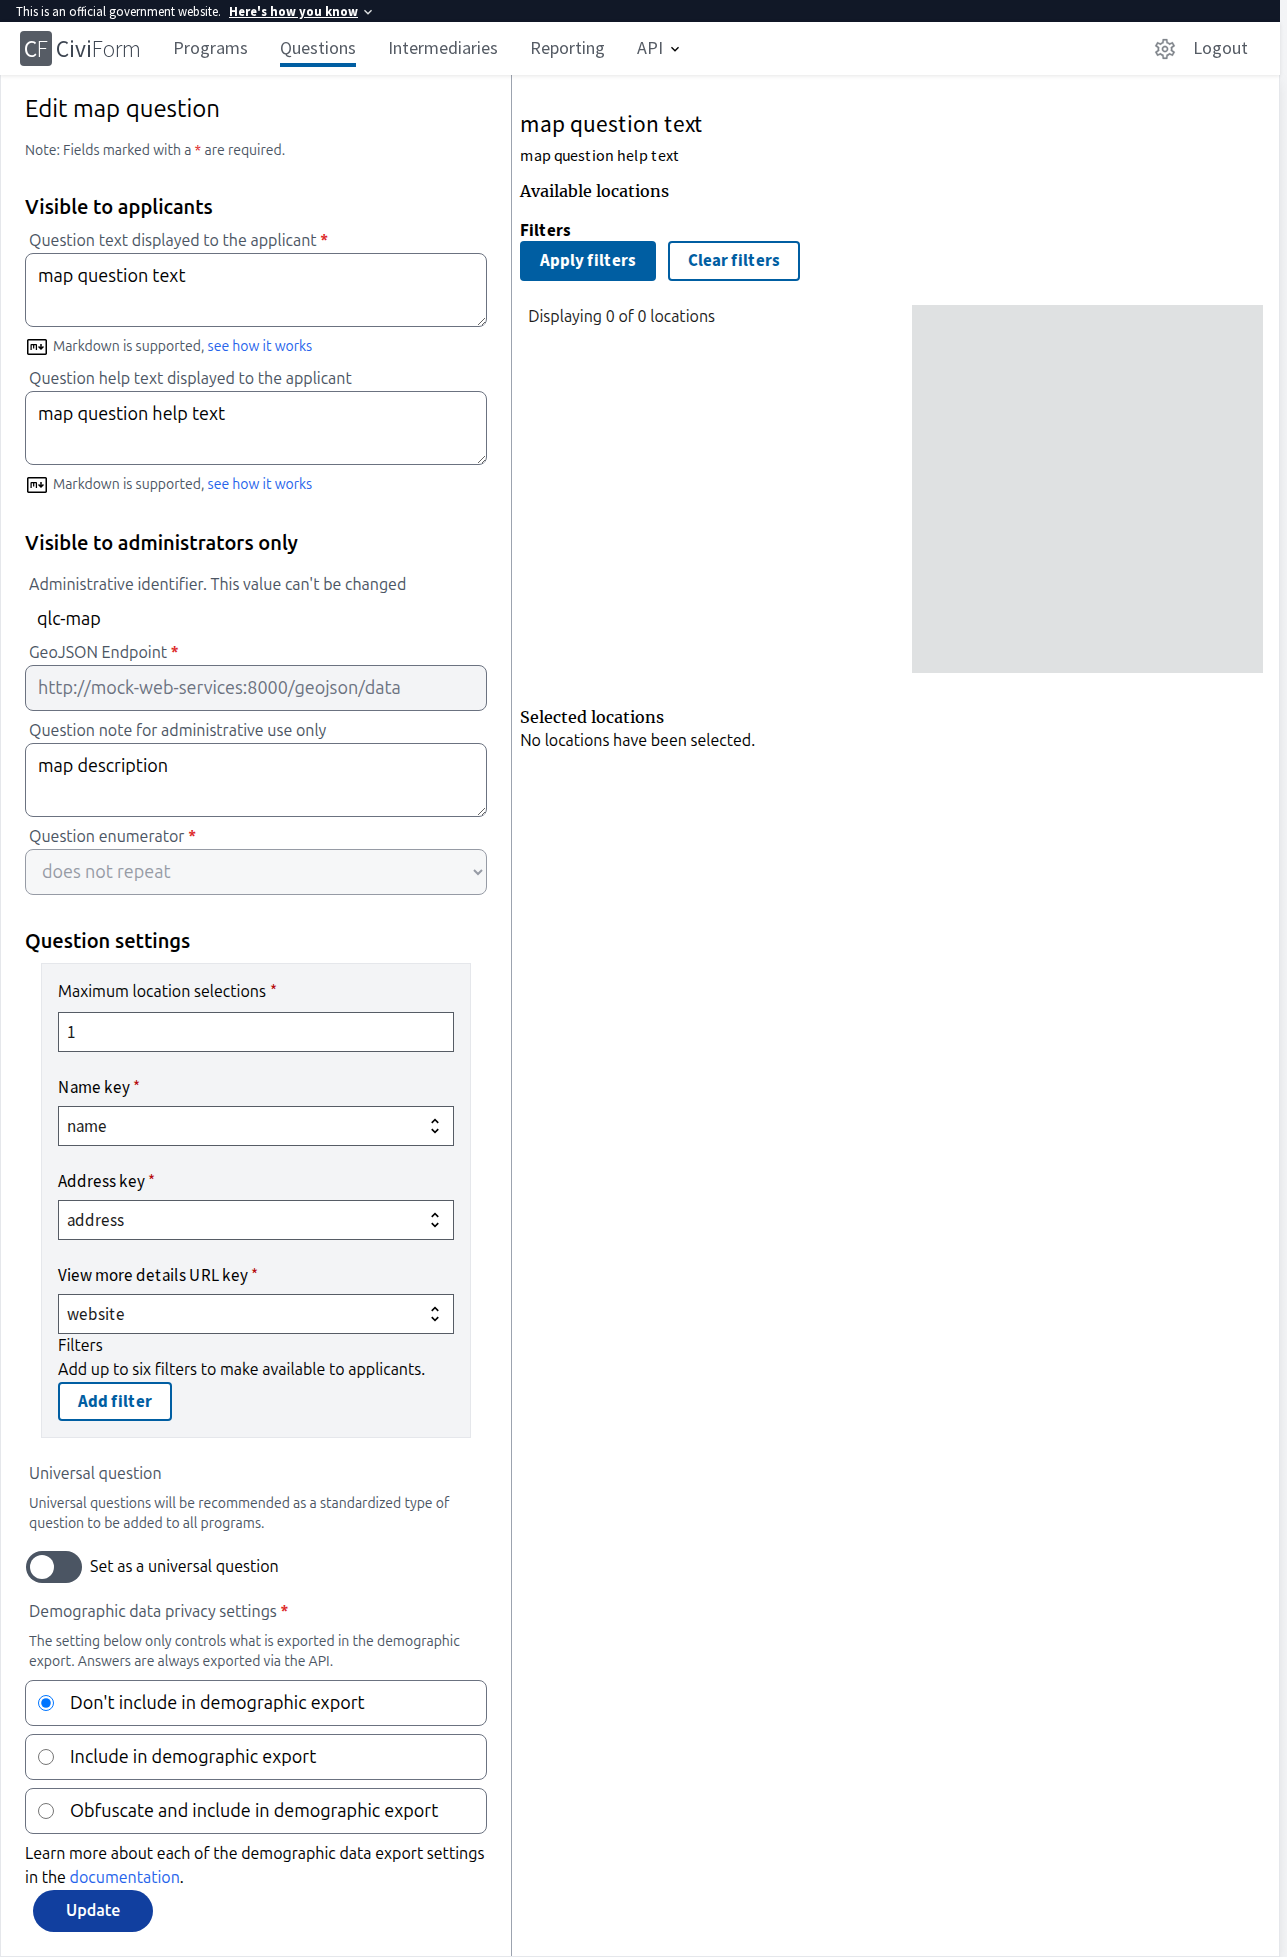 This is an official government website. Here's how you know
CF CiviForm Programs Questions Intermediaries Reporting API Logout
Edit map question
Note: Fields marked with a * are required.
Visible to applicants
Question text displayed to the applicant *
map question text
Markdown is supported, see how it works
Question help text displayed to the applicant
map question help text
Markdown is supported, see how it works
Visible to administrators only
Administrative identifier. This value can't be changed
qlc-map
GeoJSON Endpoint *
http://mock-web-services:8000/geojson/data
Question note for administrative use only
map description
Question enumerator *
does not repeat
Question settings
Maximum location selections *
1
Name key *
name
Address key *
address
View more details URL key *
website
Filters
Add up to six filters to make available to applicants.
Add filter
Universal question
Universal questions will be recommended as a standardized type of
question to be added to all programs.
Set as a universal question
Demographic data privacy settings *
The setting below only controls what is exported in the demographic
export. Answers are always exported via the API.
Don't include in demographic export
Include in demographic export
Obfuscate and include in demographic export
Learn more about each of the demographic data export settings
in the documentation.
Update
map question text
map question help text
Available locations
Filters
Apply filters Clear filters
Displaying 0 of 0 locations
Selected locations
No locations have been selected.